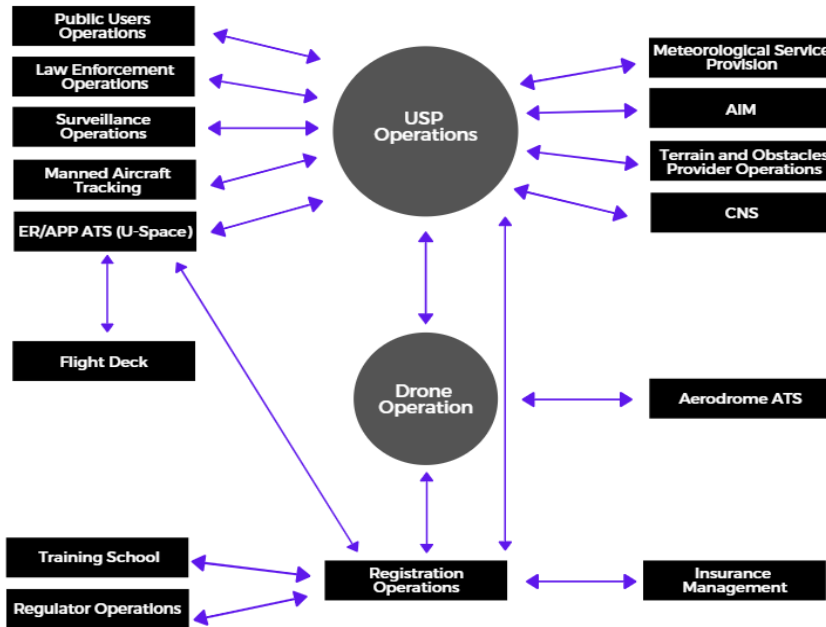 Public Users
Operations
Law Enforcement
Operations
Surveillance
Operations
Manned Aircraft
Tracking
ER/APP ATS (U-Space)
Flight Deck
USP
Operations
Meteorological Service
Provision
AIM
Terrain and Obstacles
Provider Operations
CNS
Drone
Operation
Aerodrome ATS
Training School
Regulator Operations
Registration
Operations
Insurance
Management